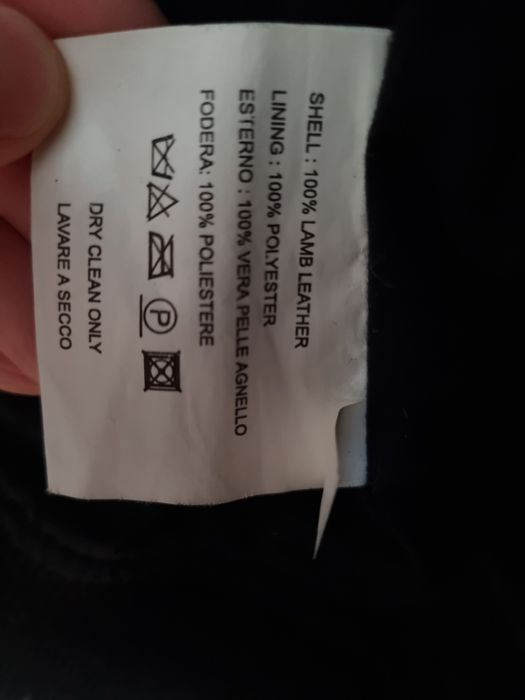 SHELL : 100% LAMB LEATHER
LINING : 100% POLYESTER
ESTERNO : 100% VERA PELLE AGNELLO
FODERA: 100% POLIESTERE
P
DRY CLEAN ONLY
LAVARE A SECCO